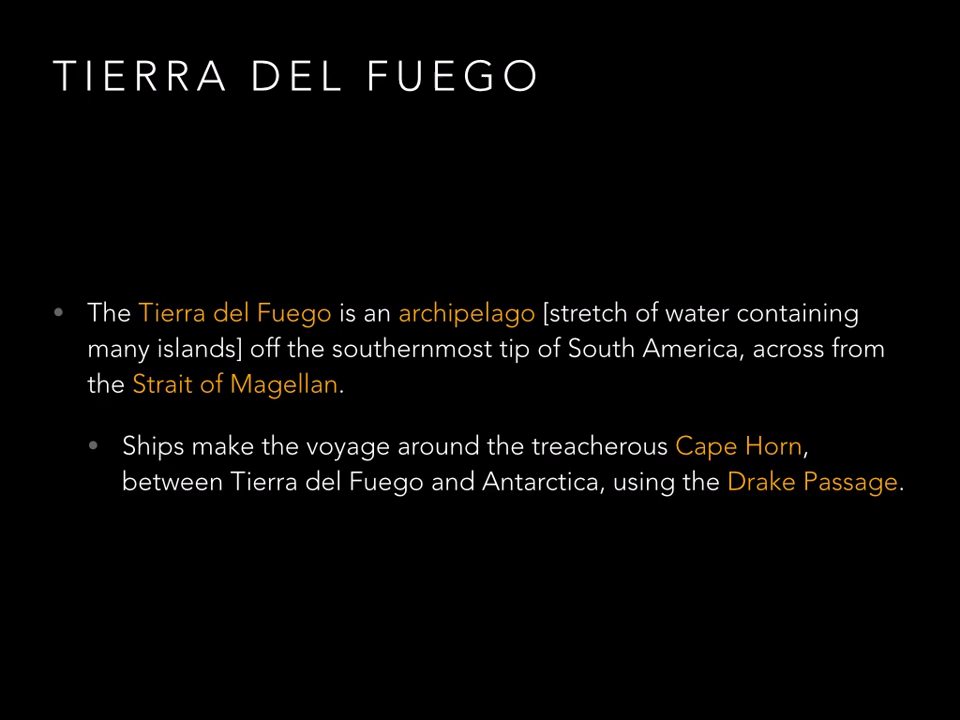 TIERRA DEL FUEGO
• The Tierra del Fuego is an archipelago [stretch of water containing
many islands] off the southernmost tip of South America, across from
the Strait of Magellan.
• Ships make the voyage around the treacherous Cape Horn,
between Tierra del Fuego and Antarctica, using the Drake Passage.